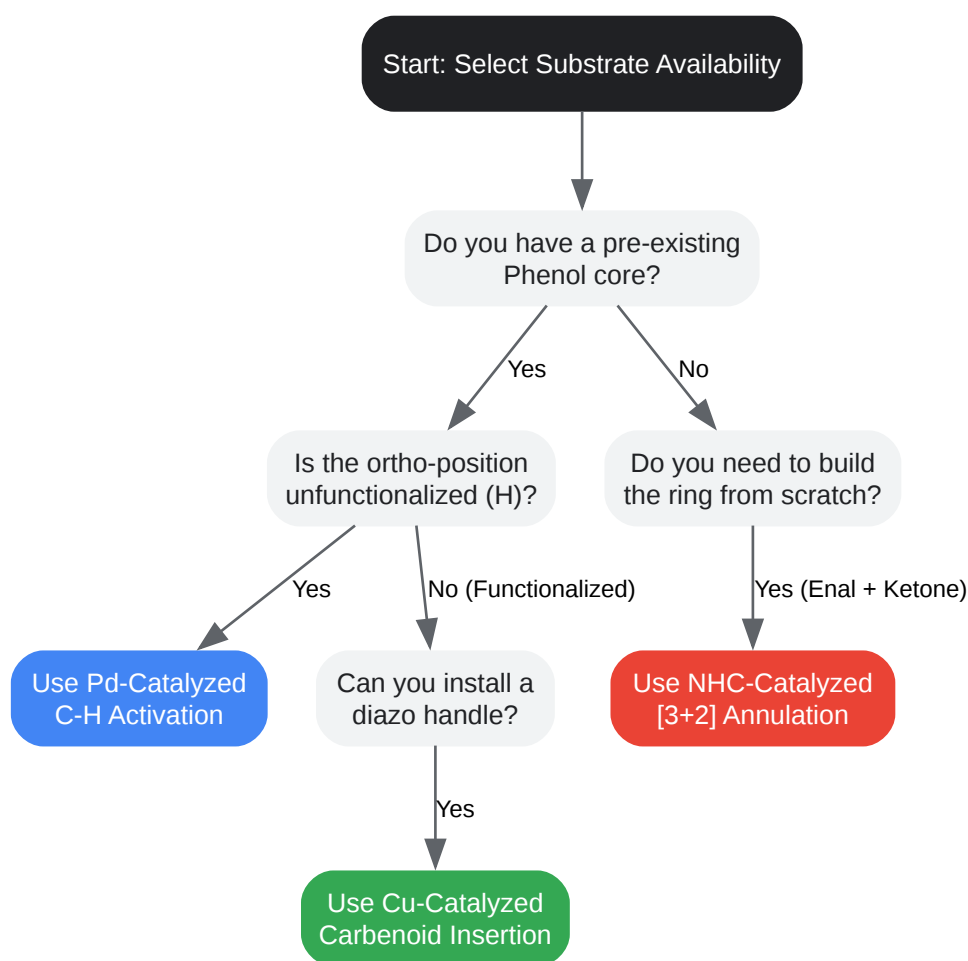 Start: Select Substrate Availability
Do you have a pre-existing
Phenol core?
Yes
No
Is the ortho-position
unfunctionalized (H)?
Do you need to build
the ring from scratch?
Yes
No (Functionalized)
Yes (Enal + Ketone)
Use Pd-Catalyzed
C-H Activation
Can you install a
diazo handle?
Use NHC-Catalyzed
[3+2] Annulation
Yes
Use Cu-Catalyzed
Carbenoid Insertion